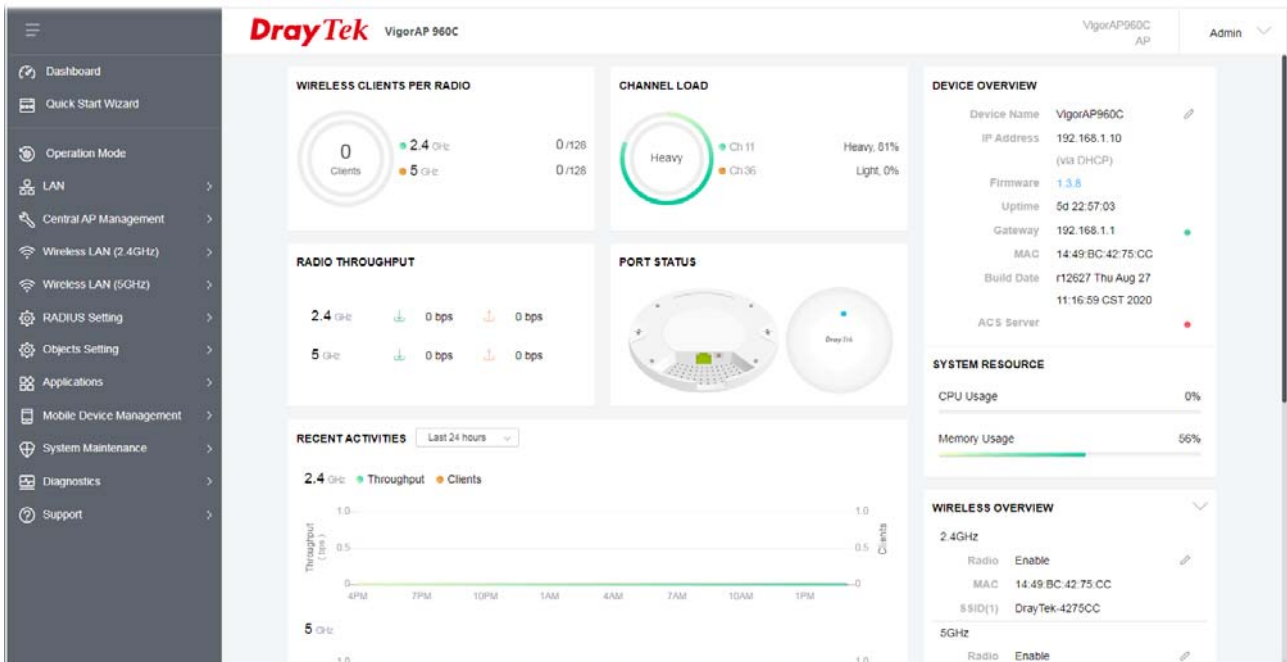 DrayTek VigorAP 960C
VigorAP960C
AP
Admin
Dashboard
Quick Start Wizard
Operation Mode
LAN
Central AP Management
Wireless LAN (2.4GHz)
Wireless LAN (5GHz)
RADIUS Setting
Objects Setting
Applications
Mobile Device Management
System Maintenance
Diagnostics
Support
WIRELESS CLIENTS PER RADIO
0
Clients
2.4 GHz 0 /128
5 GHz 0 /128
CHANNEL LOAD
Heavy
Ch 11 Heavy, 81%
Ch 36 Light, 0%
RADIO THROUGHPUT
2.4 GHz 0 bps 0 bps
5 GHz 0 bps 0 bps
PORT STATUS
DrayTek
RECENT ACTIVITIES Last 24 hours
2.4 GHz Throughput Clients
Throughput
( bps )
1.0
0.5
0
1.0
0.5
0
Clients
4PM 7PM 10PM 1AM 4AM 7AM 10AM 1PM
5 GHz
1.0 1.0
DEVICE OVERVIEW
Device Name VigorAP960C
IP Address 192.168.1.10
(via DHCP)
Firmware 1.3.8
Uptime 5d 22:57:03
Gateway 192.168.1.1
MAC 14:49:BC:42:75:CC
Build Date r12627 Thu Aug 27
11:16:59 CST 2020
ACS Server
SYSTEM RESOURCE
CPU Usage 0%
Memory Usage 56%
WIRELESS OVERVIEW
2.4GHz
Radio Enable
MAC 14:49:BC:42:75:CC
SSID(1) DrayTek-4275CC
5GHz
Radio Enable